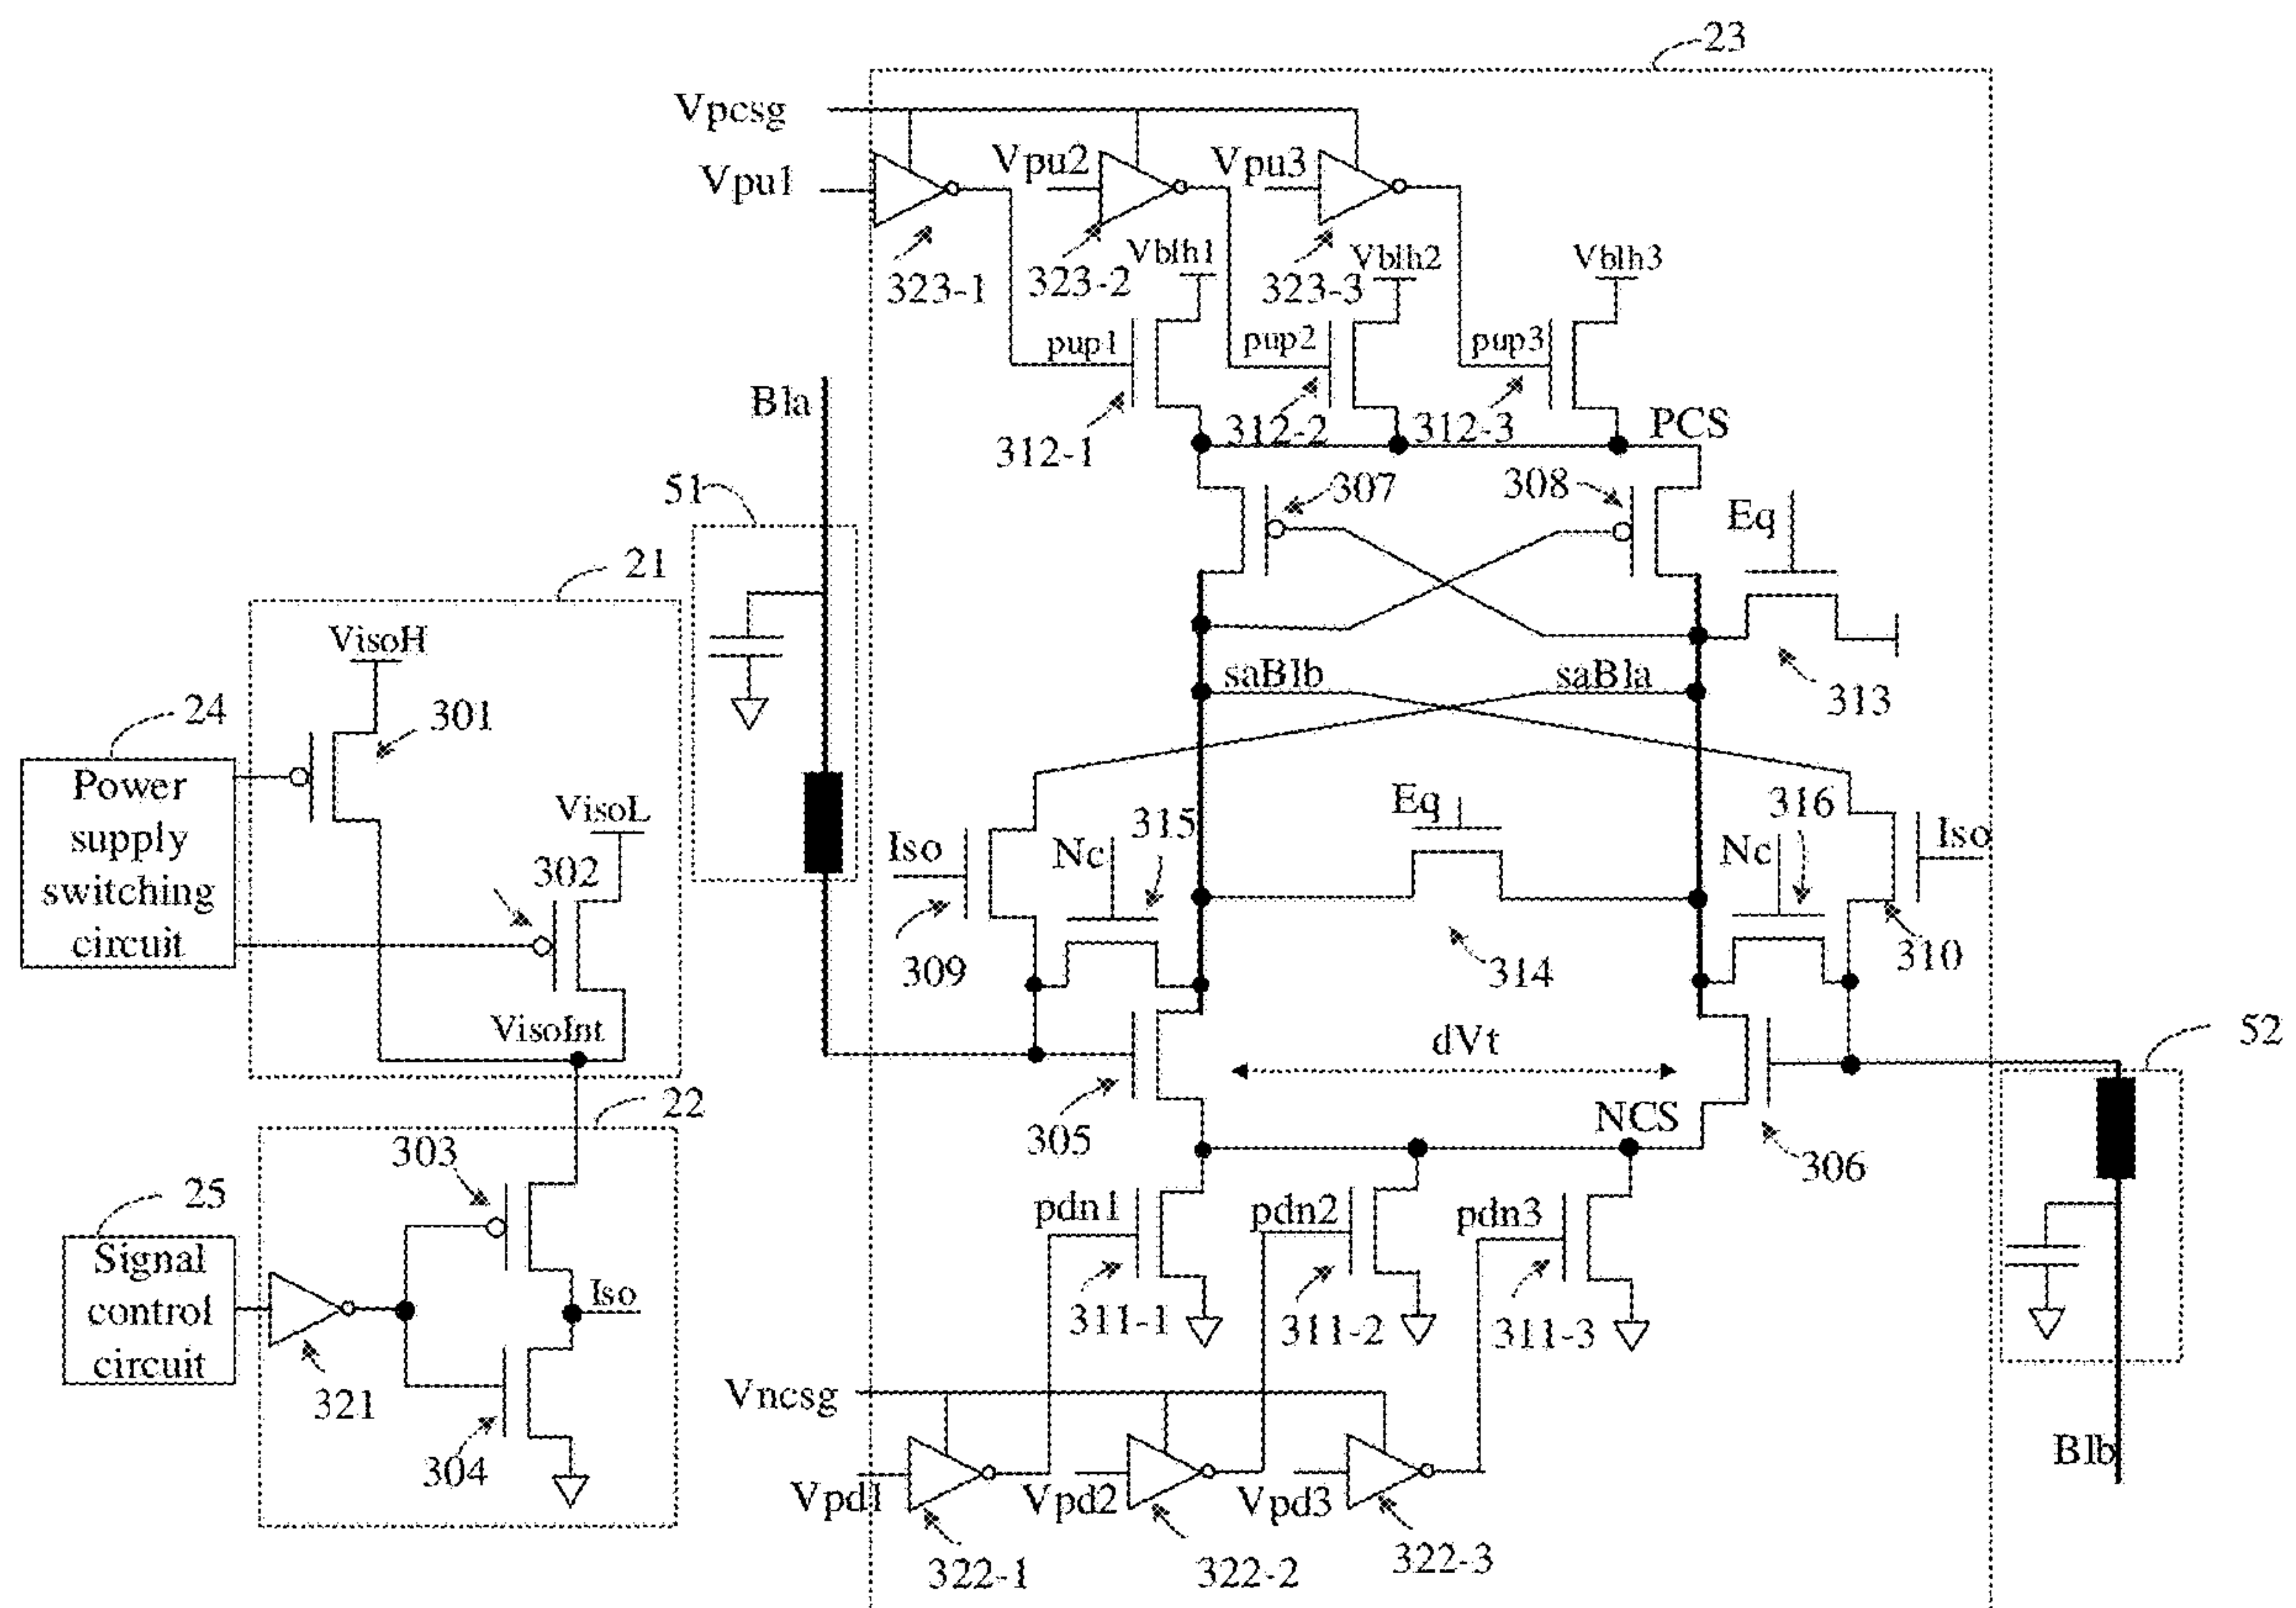 23
Vpcsg
Vpu1
Vpu2
Vpu3
323-1
323-2
323-3
Vblh1
Vblh2
Vblh3
pup1
pup2
pup3
Bla
312-1
312-2
312-3
PCS
51
307
308
Eq
21
VisoH
saBlb
saBla
313
24
301
Power
supply
switching
circuit
VisoL
302
Iso
Nc
315
Eq
Nc
316
Iso
309
314
310
VisoInt
dVt
52
22
305
NCS
306
303
25
Signal
control
circuit
Iso
pdn1
pdn2
pdn3
311-1
311-2
311-3
321
304
Vncsg
Blb
Vpd1
Vpd2
Vpd3
322-1
322-2
322-3